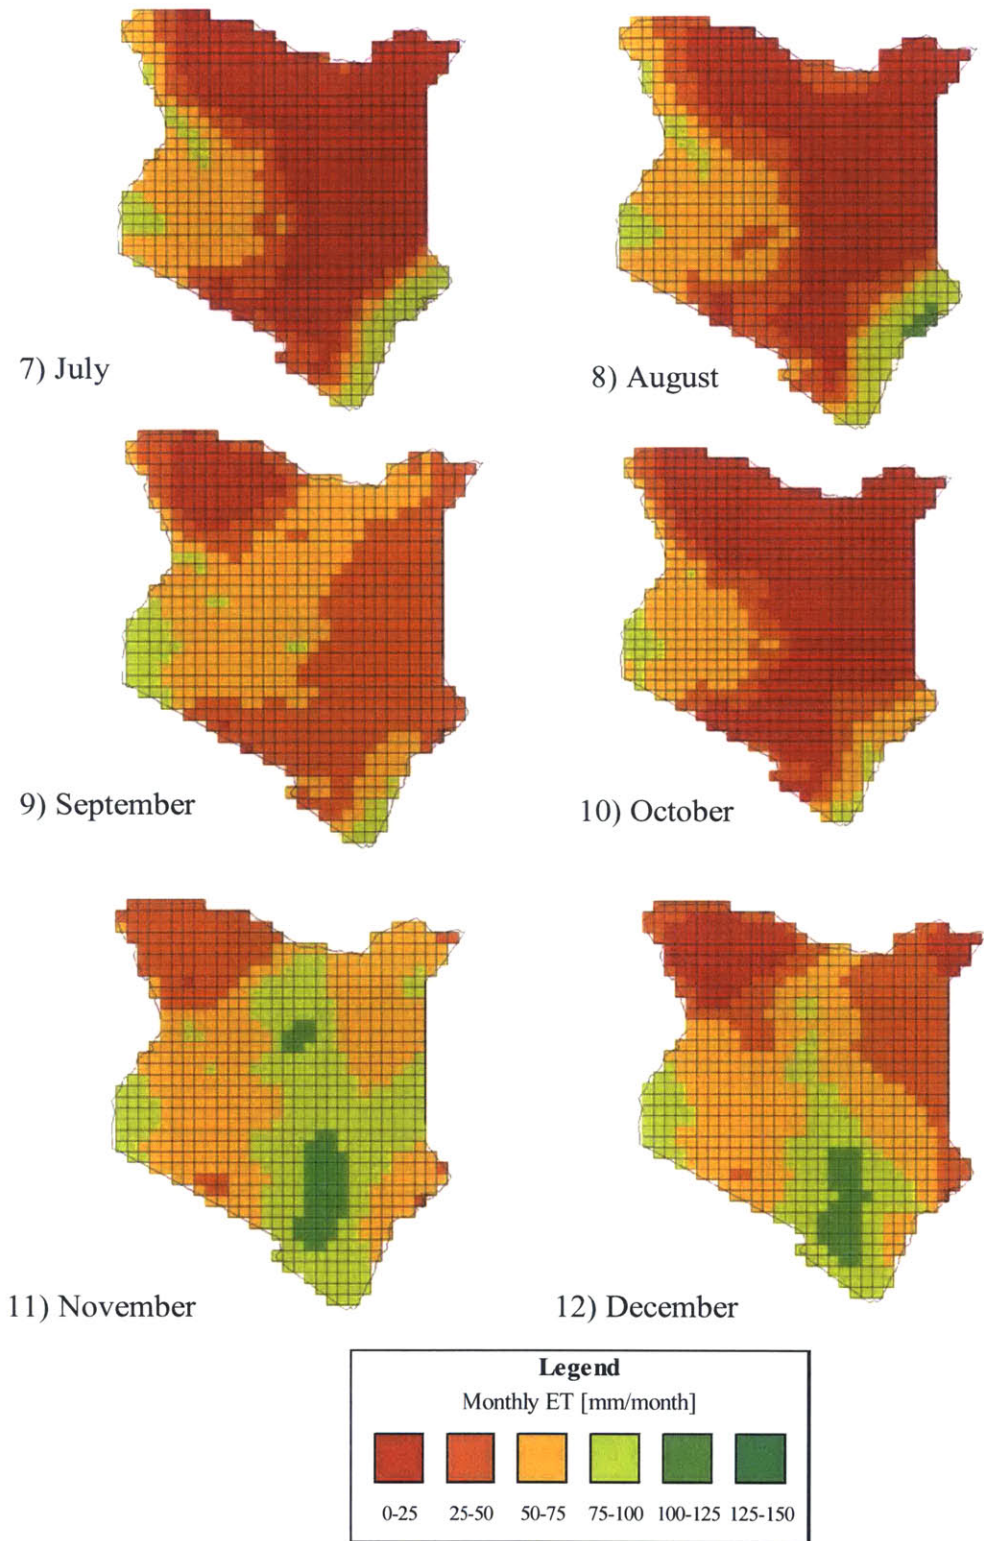 7) July
8) August
9) September
10) October
11) November
12) December
Legend
Monthly ET [mm/month]
0-25 25-50 50-75 75-100 100-125 125-150